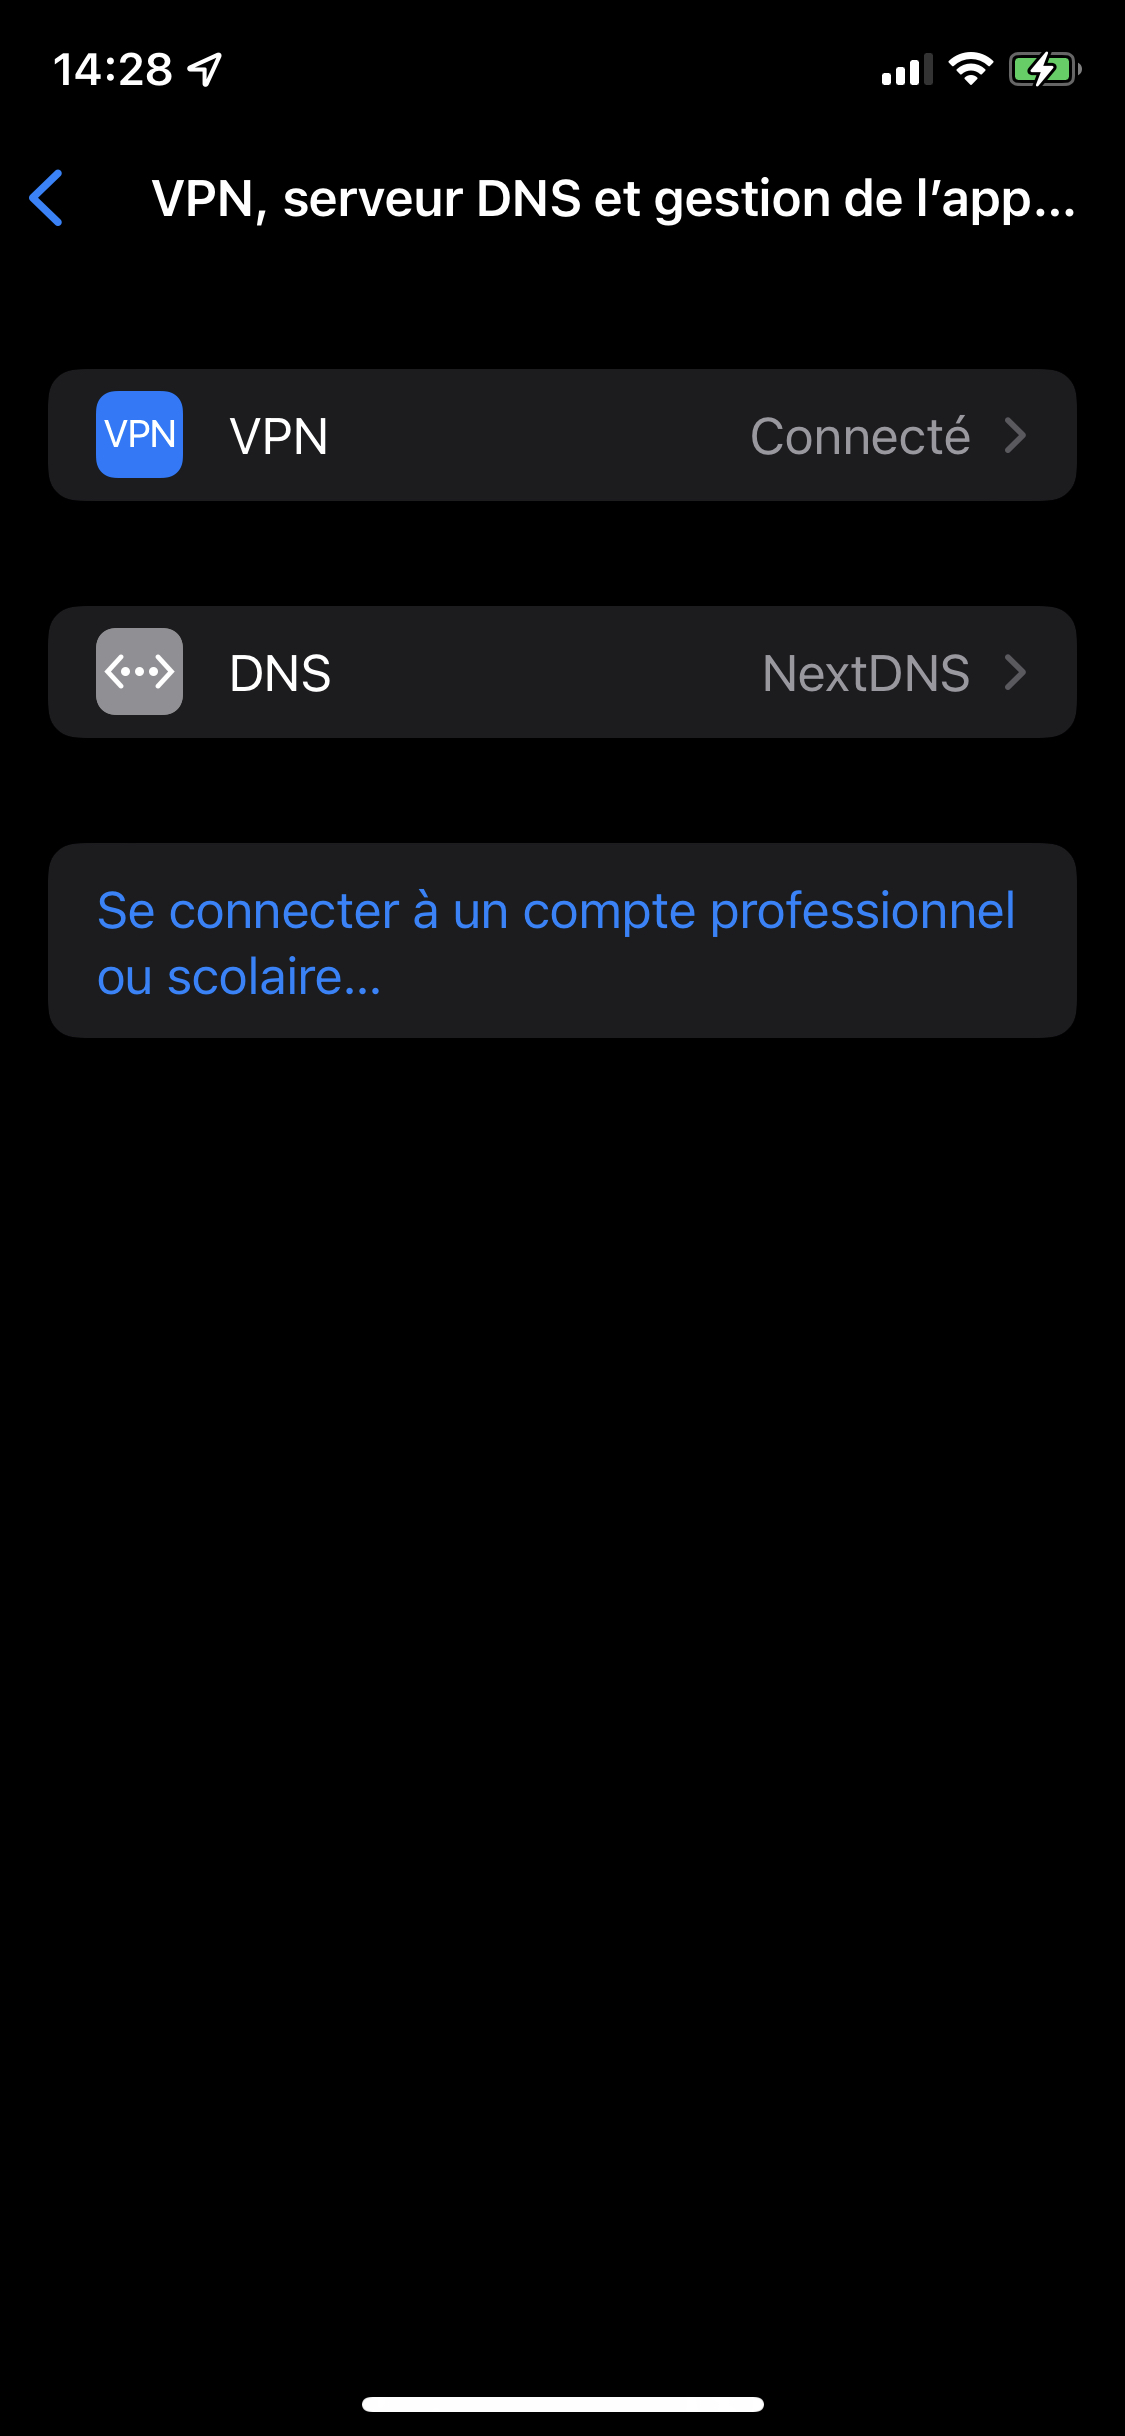 14:28
VPN, serveur DNS et gestion de l’app...
VPN VPN Connecté
DNS NextDNS
Se connecter à un compte professionnel
ou scolaire...